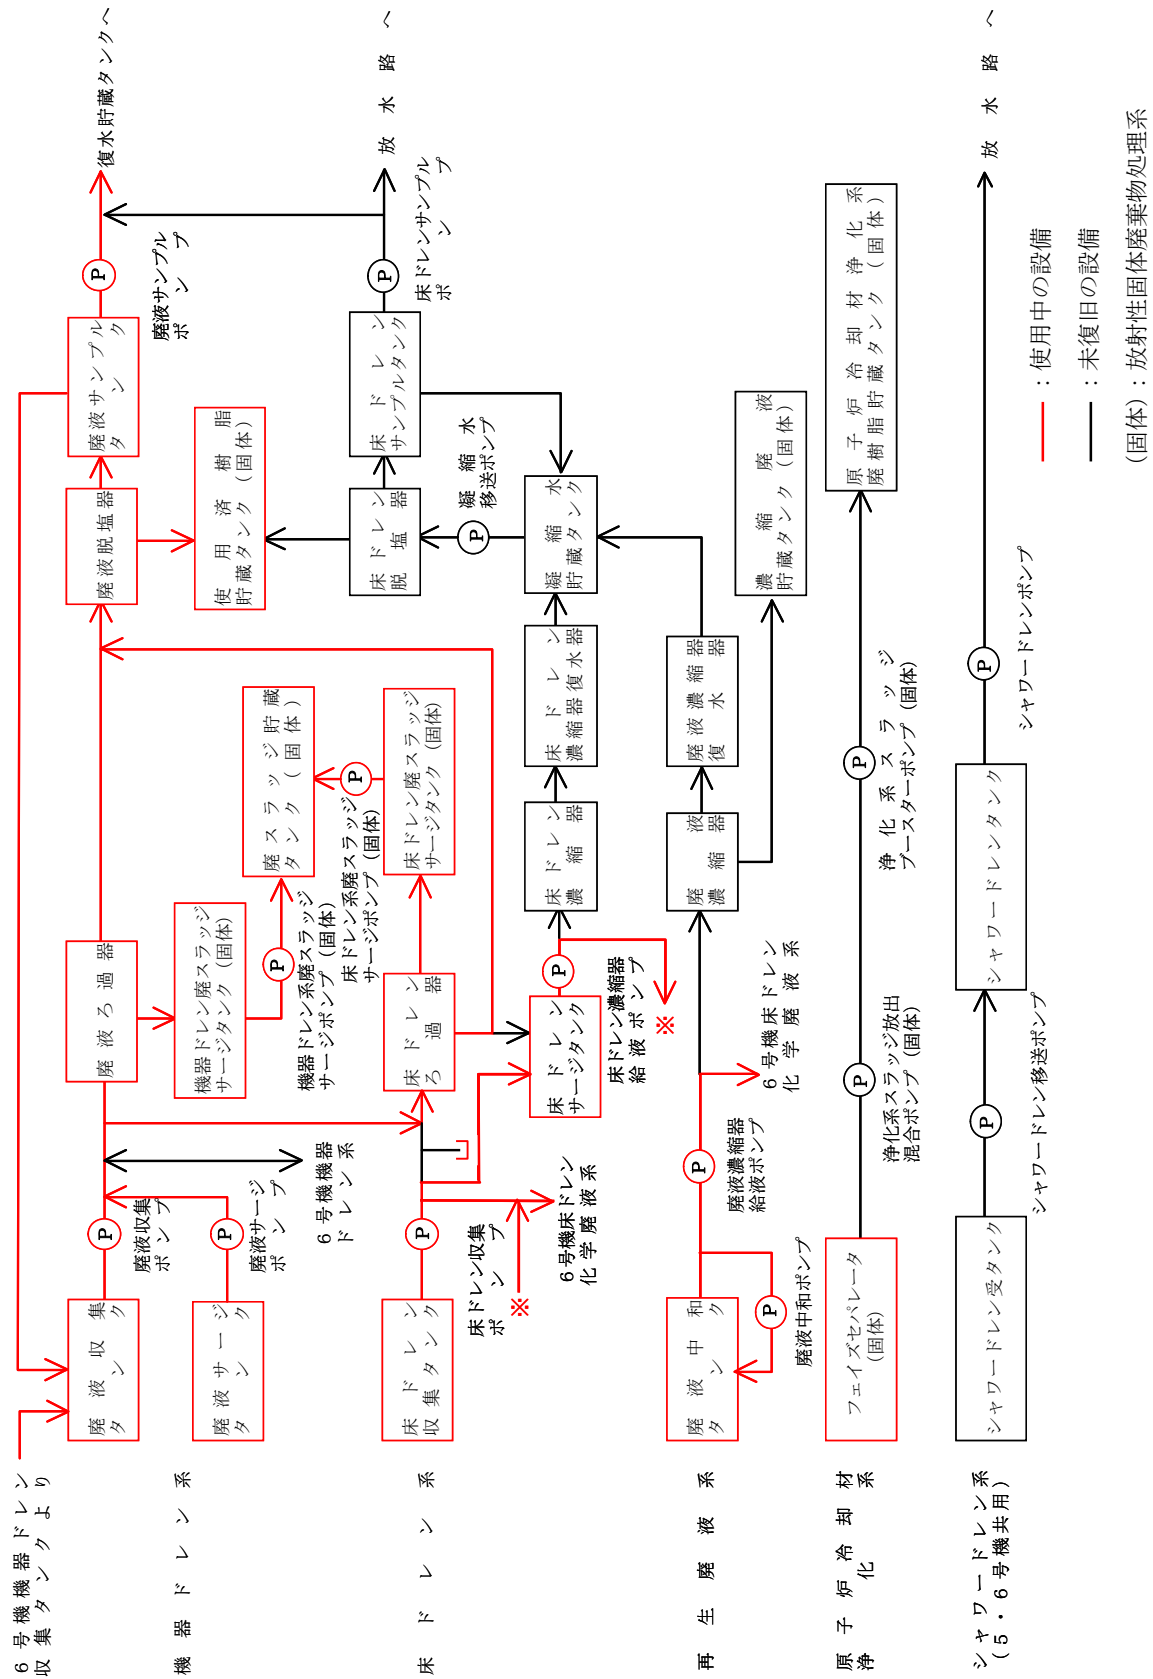 6号機機器ドレン
収集タンクより
機器ドレン系
床ドレン系
再生廃液系
原子炉冷却材
浄化系
シャワードレン系
(5・6号機共用)
廃液収集
タンク
P
廃液収集
ポンプ
廃液サージ
タンク
P
廃液サージ
ポンプ
6号機機器
ドレン系
廃液ろ過器
機器ドレン廃スラッジ
サージタンク(固体)
P
機器ドレン系廃スラッジ
サージポンプ(固体)
廃スラッジ貯蔵
タンク(固体)
廃液脱塩器
使用済樹脂
貯蔵タンク(固体)
廃液サンプル
タンク
P
廃液サンプル
ポンプ
復水貯蔵タンクへ
床ドレン
収集タンク
P
床ドレン収集
ポンプ
※
6号機床ドレン
化学廃液系
床ドレン
ろ過器
床ドレン廃スラッジ
サージタンク(固体)
P
床ドレン系廃スラッジ
サージポンプ(固体)
床ドレン
サージタンク
P
床ドレン濃縮器
給液ポンプ
※
床ドレン
濃縮器
床ドレン
濃縮器復水器
凝縮水
貯蔵タンク
P
凝縮水
移送ポンプ
床ドレン
脱塩器
床ドレン
サンプルタンク
P
床ドレンサンプル
ポンプ
放水路へ
廃液中和
タンク
P
廃液中和ポンプ
P
廃液濃縮器
給液ポンプ
6号機床ドレン
化学廃液系
廃液
濃縮器
廃液濃縮器
復水器
濃縮廃液
貯蔵タンク(固体)
フェイズセパレータ
(固体)
P
浄化系スラッジ放出
混合ポンプ(固体)
P
浄化系スラッジ
ブースターポンプ(固体)
原子炉冷却材浄化系
廃樹脂貯蔵タンク(固体)
シャワードレン受タンク
P
シャワードレン移送ポンプ
シャワードレンタンク
P
シャワードレンポンプ
放水路へ
:使用中の設備
:未復旧の設備
(固体):放射性固体廃棄物処理系